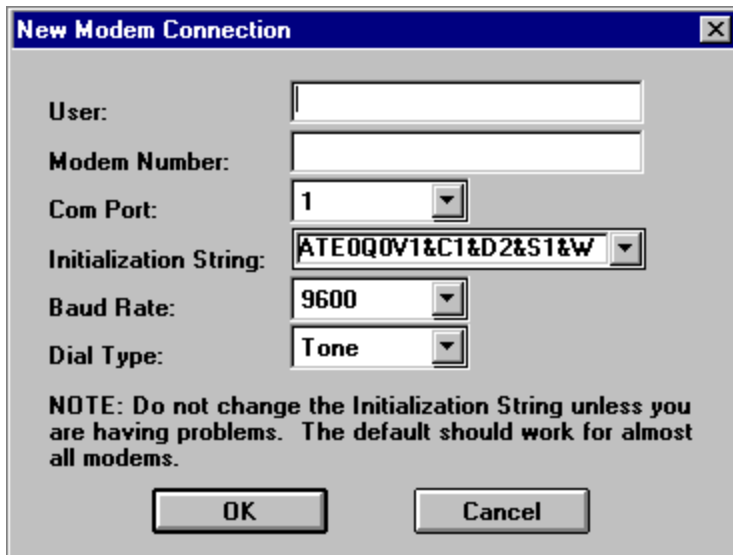 New Modem Connection
User:
Modem Number:
Com Port: 1
Initialization String: ATE0Q0V1&C1&D2&S1&W
Baud Rate: 9600
Dial Type: Tone
NOTE: Do not change the Initialization String unless you
are having problems.  The default should work for almost
all modems.
OK Cancel